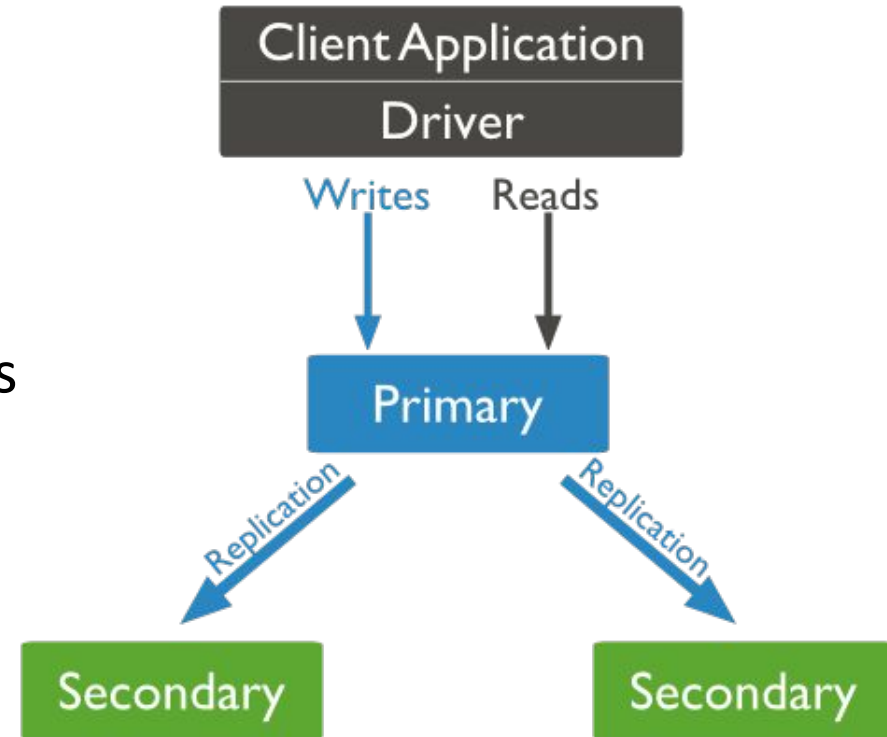 Client Application
Driver
Writes Reads
s
Primary
Replication Replication
Secondary Secondary